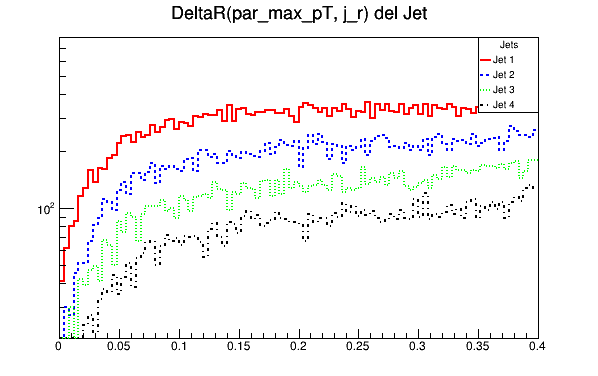 DeltaR(par_max_pT, j_r) del Jet
Jets
Jet 1
Jet 2
Jet 3
Jet 4
10²
0 0.05 0.1 0.15 0.2 0.25 0.3 0.35 0.4